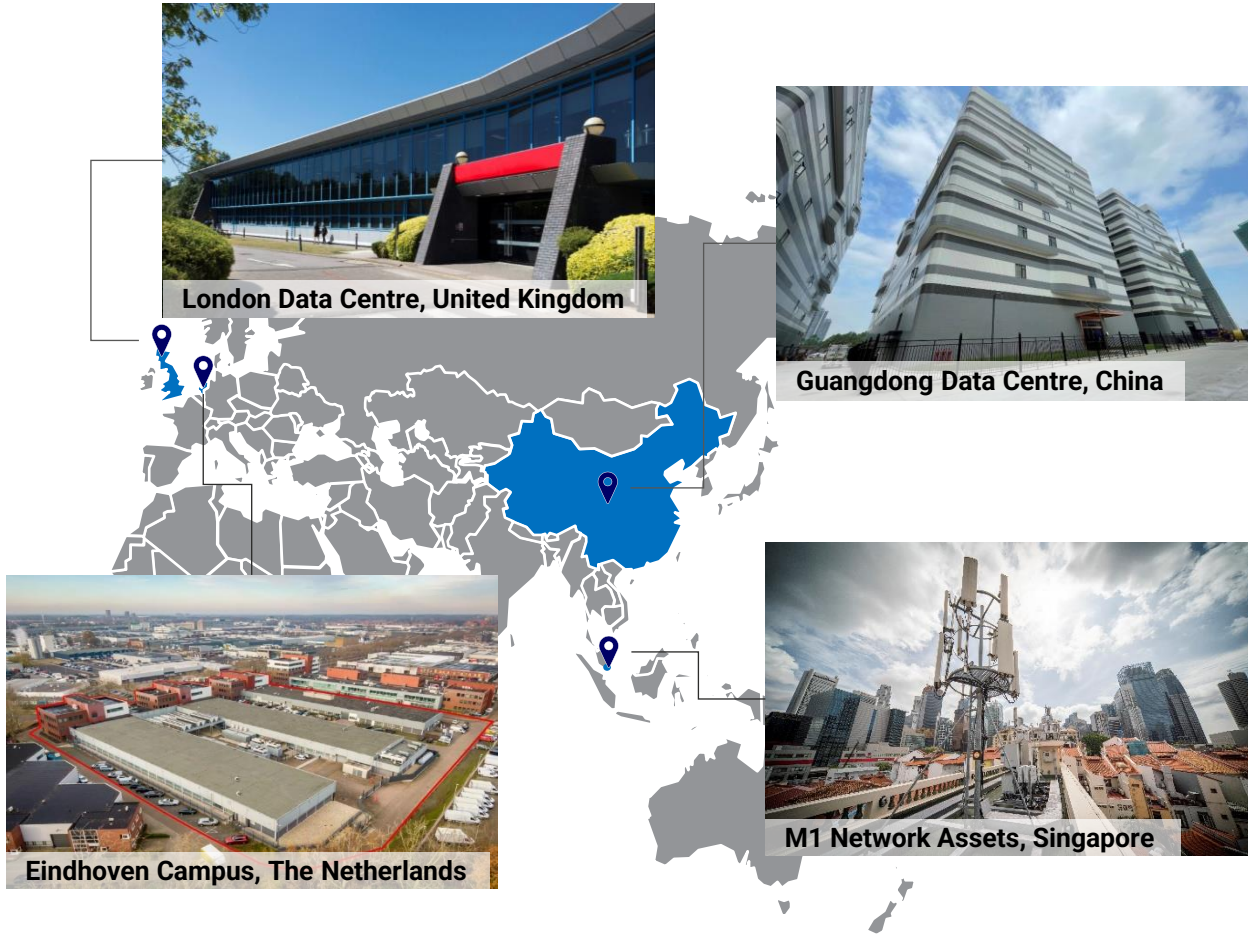 London Data Centre, United Kingdom
Guangdong Data Centre, China
M1 Network Assets, Singapore
Eindhoven Campus, The Netherlands